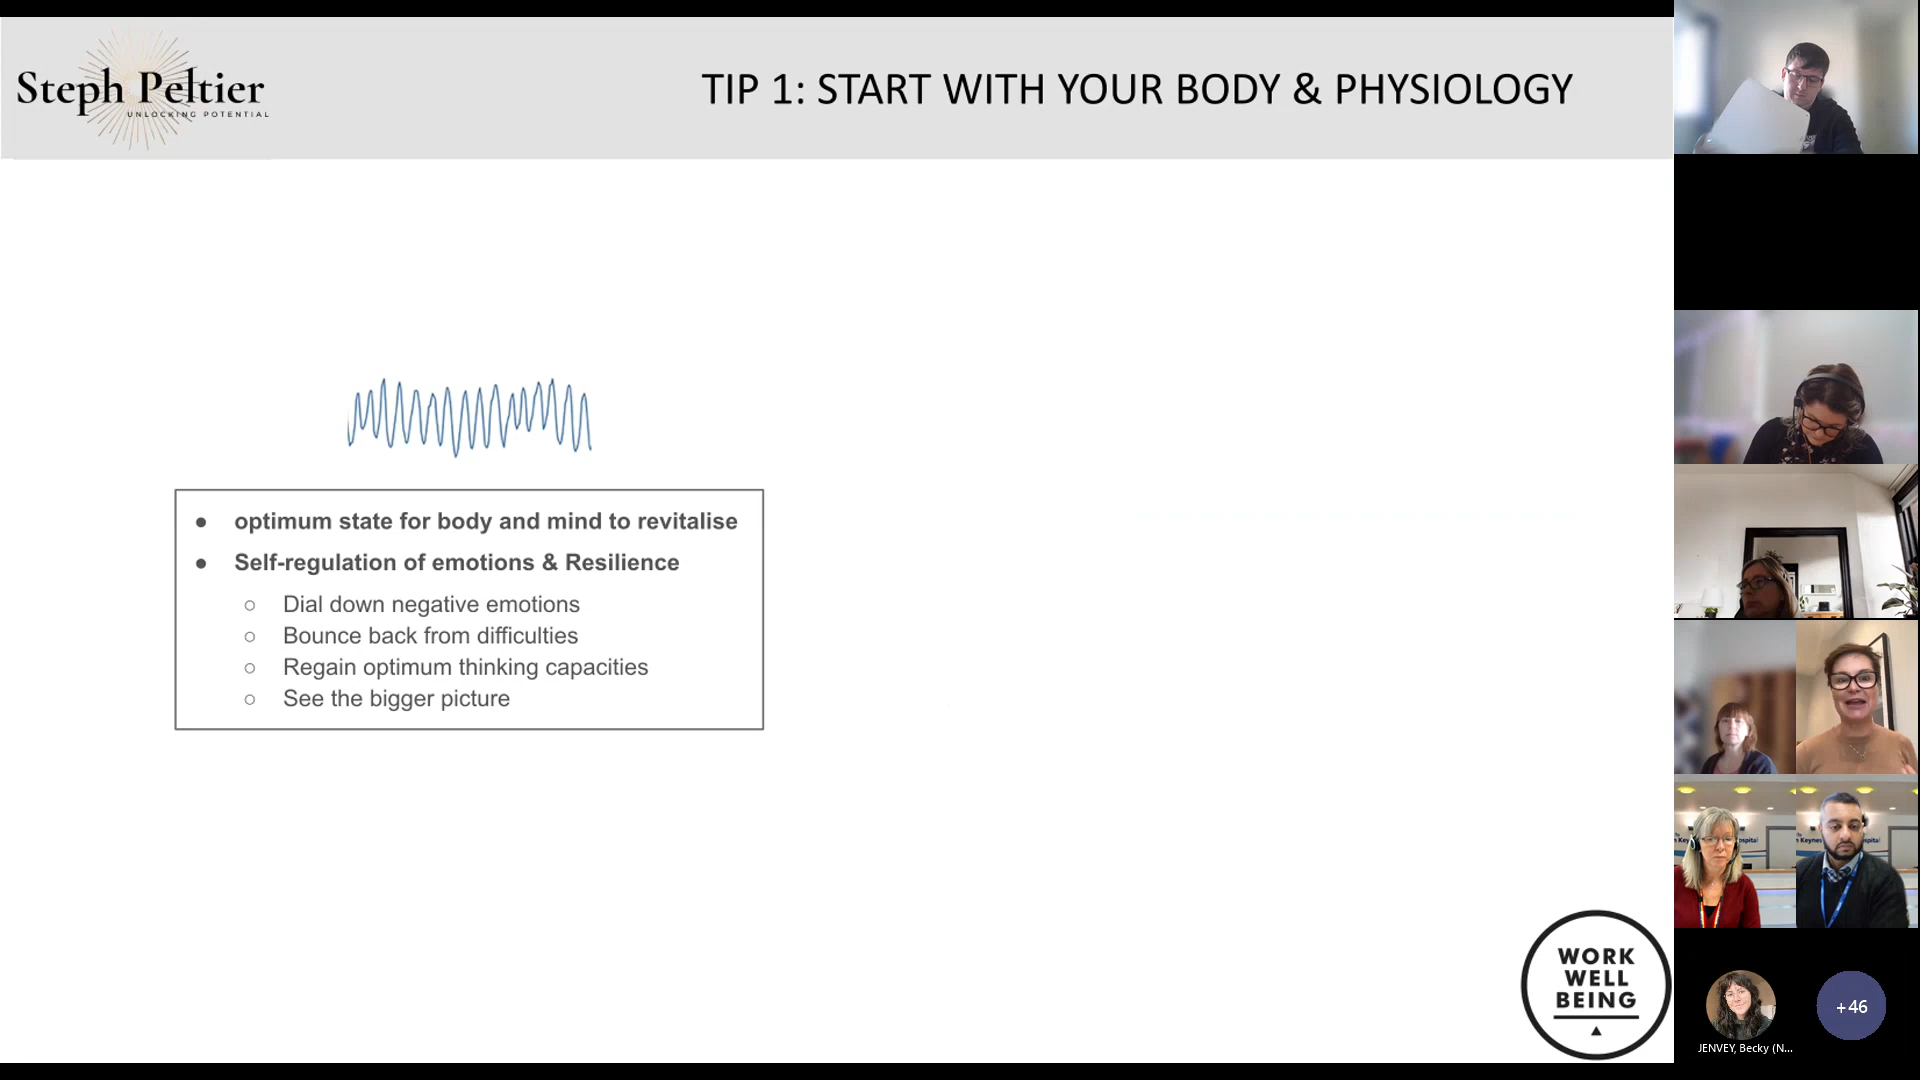 Steph Peltier
UNLOCKING POTENTIAL
TIP 1: START WITH YOUR BODY & PHYSIOLOGY
● optimum state for body and mind to revitalise
● Self-regulation of emotions & Resilience
○ Dial down negative emotions
○ Bounce back from difficulties
○ Regain optimum thinking capacities
○ See the bigger picture
WORK
WELL
BEING
JENVEY, Becky (N...
+46